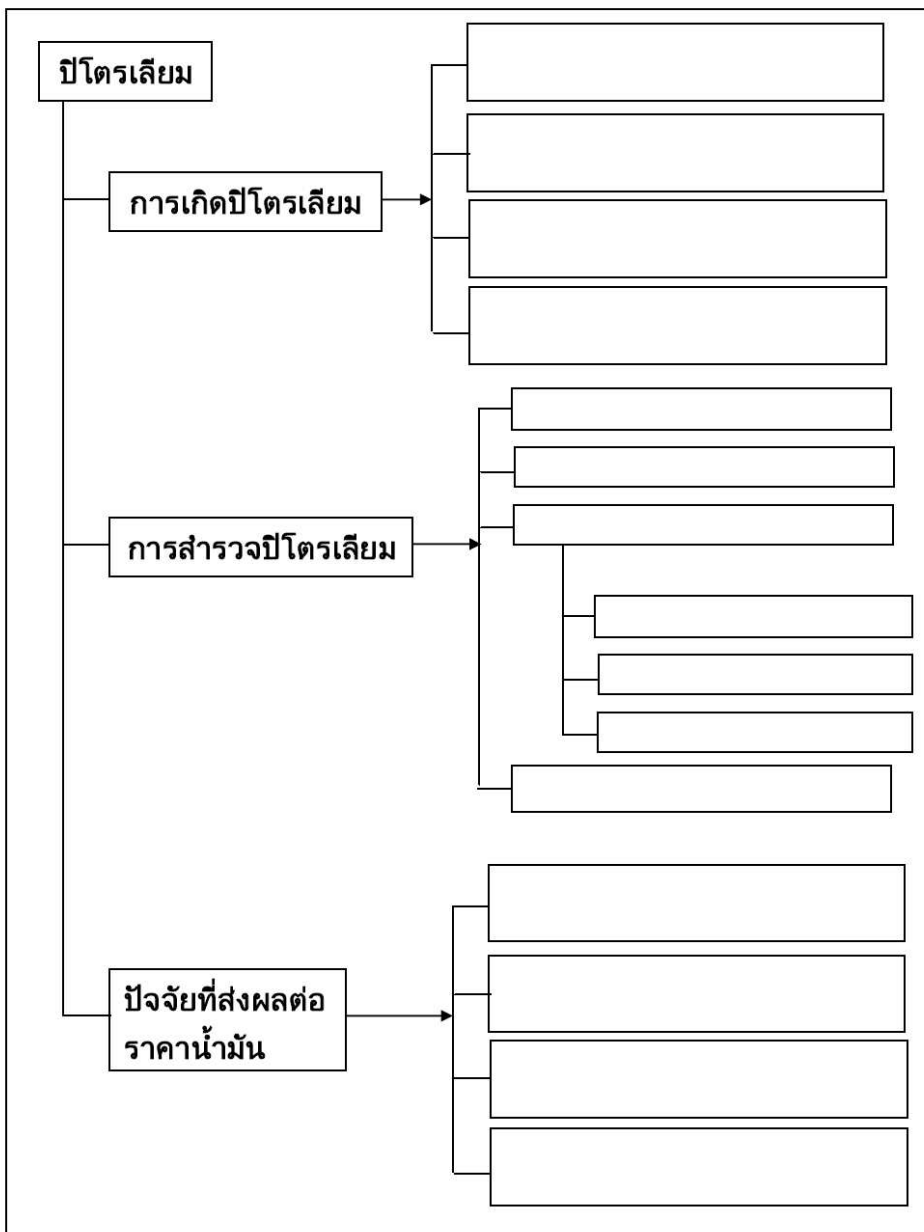 ปิโตรเลียม
การเกิดปิโตรเลียม
การสำรวจปิโตรเลียม
ปัจจัยที่ส่งผลต่อ
ราคาน้ำมัน